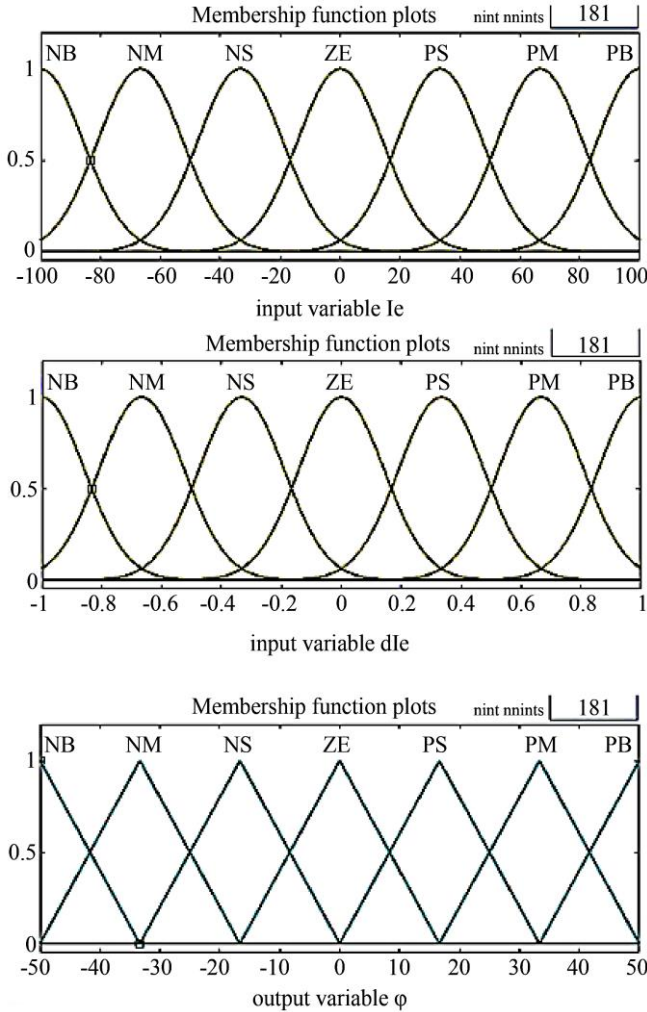 Membership function plots nint nnints 181
NB NM NS ZE PS PM PB
1
0.5
0
-100 -80 -60 -40 -20 0 20 40 60 80 100
input variable Ie
Membership function plots nint nnints 181
NB NM NS ZE PS PM PB
1
0.5
0
-1 -0.8 -0.6 -0.4 -0.2 0 0.2 0.4 0.6 0.8 1
input variable dIe
Membership function plots nint nnints 181
NB NM NS ZE PS PM PB
1
0.5
0
-50 -40 -30 -20 -10 0 10 20 30 40 50
output variable φ